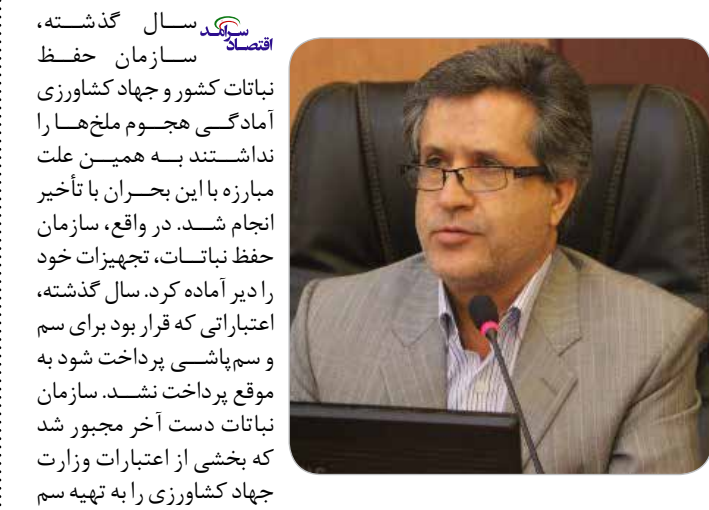 سرآمد اقتصاد سال گذشته،
سازمان حفظ
نباتات کشور و جهاد کشاورزی
آمادگی هجوم ملخ‌ها را
نداشتند به همین علت
مبارزه با این بحران با تأخیر
انجام شد. در واقع، سازمان
حفظ نباتات، تجهیزات خود
را دیر آماده کرد. سال گذشته،
اعتباراتی که قرار بود برای سم
و سم‌پاشی پرداخت شود به
موقع پرداخت نشد. سازمان
نباتات دست آخر مجبور شد
که بخشی از اعتبارات وزارت
جهاد کشاورزی را به تهیه سم